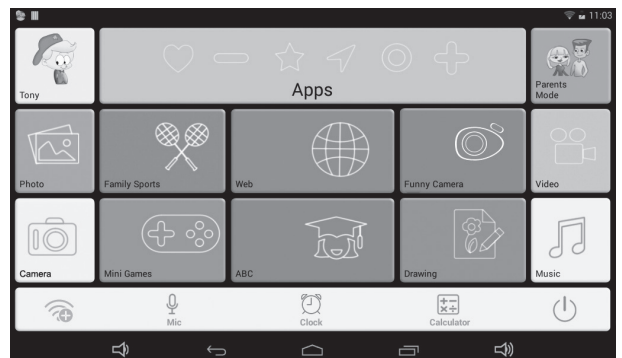 11:03
Tony
Apps
Parents
Mode
Photo
Family Sports
Web
Funny Camera
Video
Camera
Mini Games
ABC
Drawing
Music
Mic
Clock
Calculator